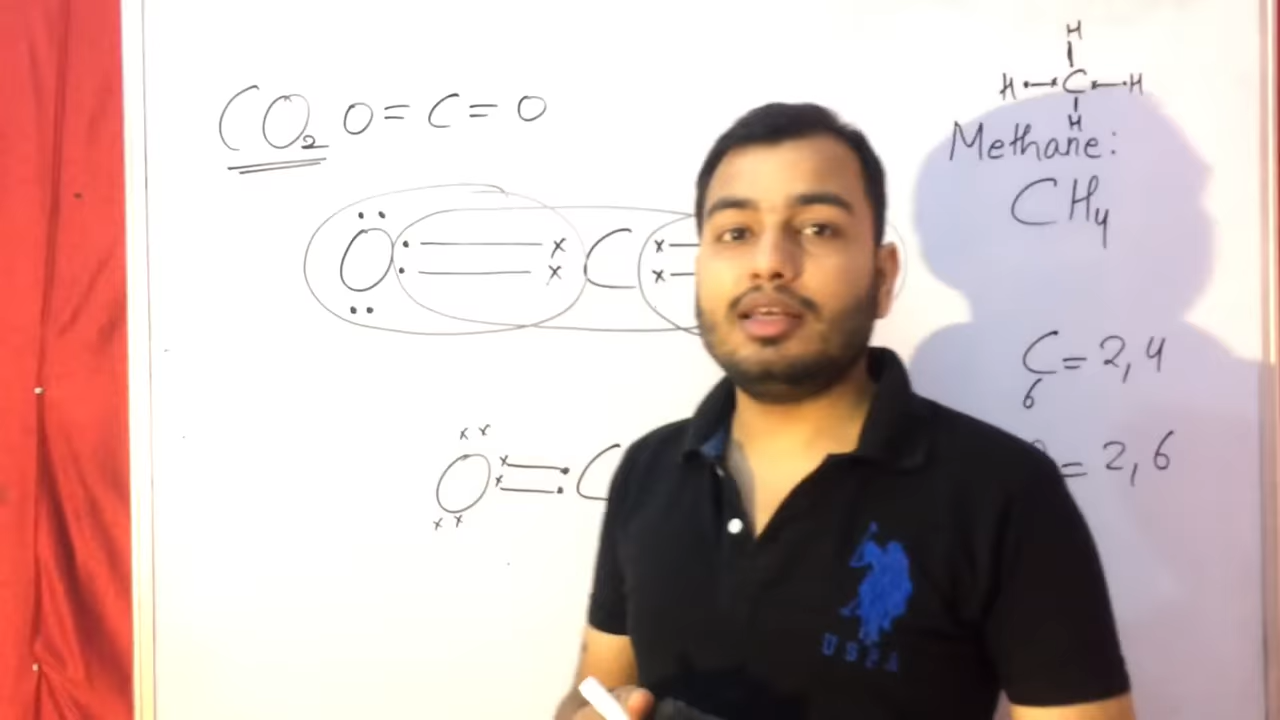 CO₂ O = C = O
O C
O C
H
H C H
H
Methane:
CH₄
C = 2, 4
6
= 2, 6
USPA